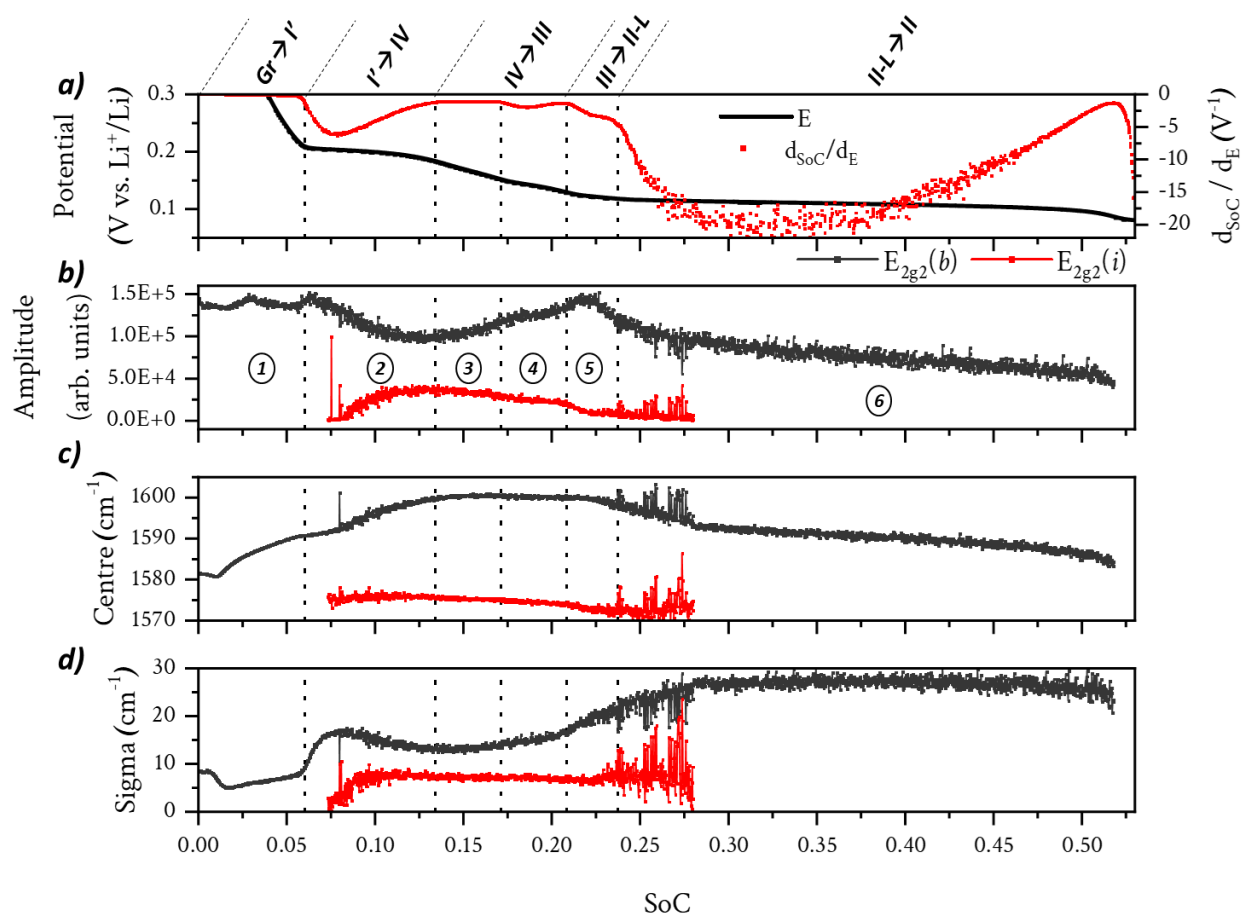 Gr → I′
I′ → IV
IV → III
III → II-L
II-L → II
a)
Potential
(V vs. Li⁺/Li)
0.3
0.2
0.1
E
d_SoC/d_E
0
-5
-10
-15
-20
d_SoC / d_E (V⁻¹)
E₂g₂(b)
E₂g₂(i)
b)
Amplitude
(arb. units)
1.5E+5
1.0E+5
5.0E+4
0.0E+0
1
2
3
4
5
6
c)
Centre (cm⁻¹)
1600
1590
1580
1570
d)
Sigma (cm⁻¹)
30
20
10
0
0.00 0.05 0.10 0.15 0.20 0.25 0.30 0.35 0.40 0.45 0.50
SoC